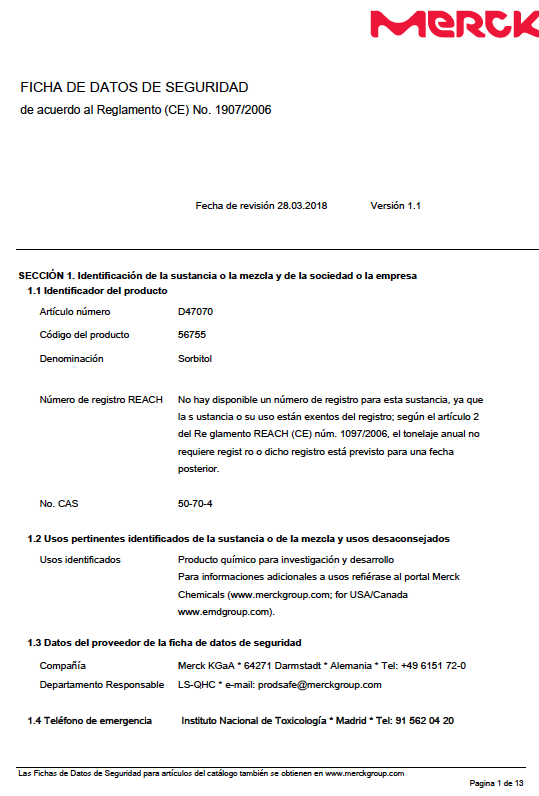 MERCK
FICHA DE DATOS DE SEGURIDAD
de acuerdo al Reglamento (CE) No. 1907/2006
Fecha de revisión 28.03.2018 Versión 1.1
SECCIÓN 1. Identificación de la sustancia o la mezcla y de la sociedad o la empresa
1.1 Identificador del producto
Artículo número D47070
Código del producto 56755
Denominación Sorbitol
Número de registro REACH No hay disponible un número de registro para esta sustancia, ya que
la s ustancia o su uso están exentos del registro; según el artículo 2
del Re glamento REACH (CE) núm. 1097/2006, el tonelaje anual no
requiere regist ro o dicho registro está previsto para una fecha
posterior.
No. CAS 50-70-4
1.2 Usos pertinentes identificados de la sustancia o de la mezcla y usos desaconsejados
Usos identificados Producto químico para investigación y desarrollo
Para informaciones adicionales a usos refiérase al portal Merck
Chemicals (www.merckgroup.com; for USA/Canada
www.emdgroup.com).
1.3 Datos del proveedor de la ficha de datos de seguridad
Compañía Merck KGaA * 64271 Darmstadt * Alemania * Tel: +49 6151 72-0
Departamento Responsable LS-QHC * e-mail: prodsafe@merckgroup.com
1.4 Teléfono de emergencia Instituto Nacional de Toxicología * Madrid * Tel: 91 562 04 20
Las Fichas de Datos de Seguridad para artículos del catálogo también se obtienen en www.merckgroup.com
Pagina 1 de 13